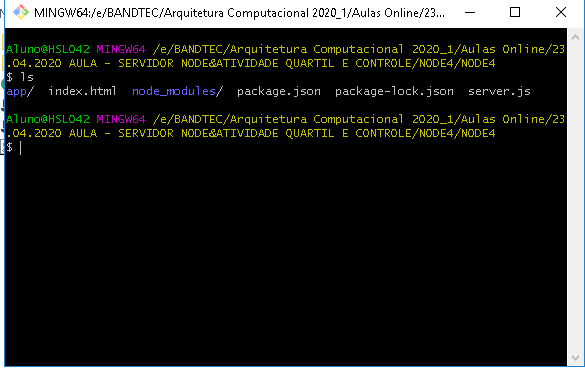 MINGW64:/e/BANDTEC/Arquitetura Computacional 2020_1/Aulas Online/23...
Aluno@HSLO42 MINGW64 /e/BANDTEC/Arquitetura Computacional 2020_1/Aulas Online/23
.04.2020 AULA - SERVIDOR NODE&ATIVIDADE QUARTIL E CONTROLE/NODE4/NODE4
$ ls
app/  index.html  node_modules/  package.json  package-lock.json  server.js
Aluno@HSLO42 MINGW64 /e/BANDTEC/Arquitetura Computacional 2020_1/Aulas Online/23
.04.2020 AULA - SERVIDOR NODE&ATIVIDADE QUARTIL E CONTROLE/NODE4/NODE4
$